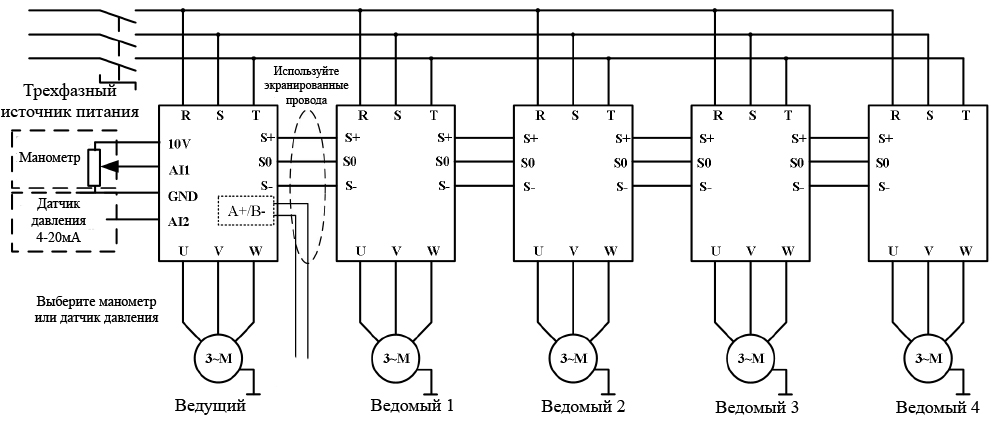 Трехфазный
источник питания
Используйте
экранированные
провода
R S T
R S T
R S T
R S T
R S T
Манометр
10V
AI1
GND
AI2
Датчик
давления
4-20мА
S+
S0
S-
A+/B-
U V W
S+
S0
S-
S+
S0
S-
U V W
S+
S0
S-
S+
S0
S-
U V W
S+
S0
S-
S+
S0
S-
U V W
S+
S0
S-
U V W
Выберите манометр
или датчик давления
3~М
3~М
3~М
3~М
3~М
Ведущий
Ведомый 1
Ведомый 2
Ведомый 3
Ведомый 4